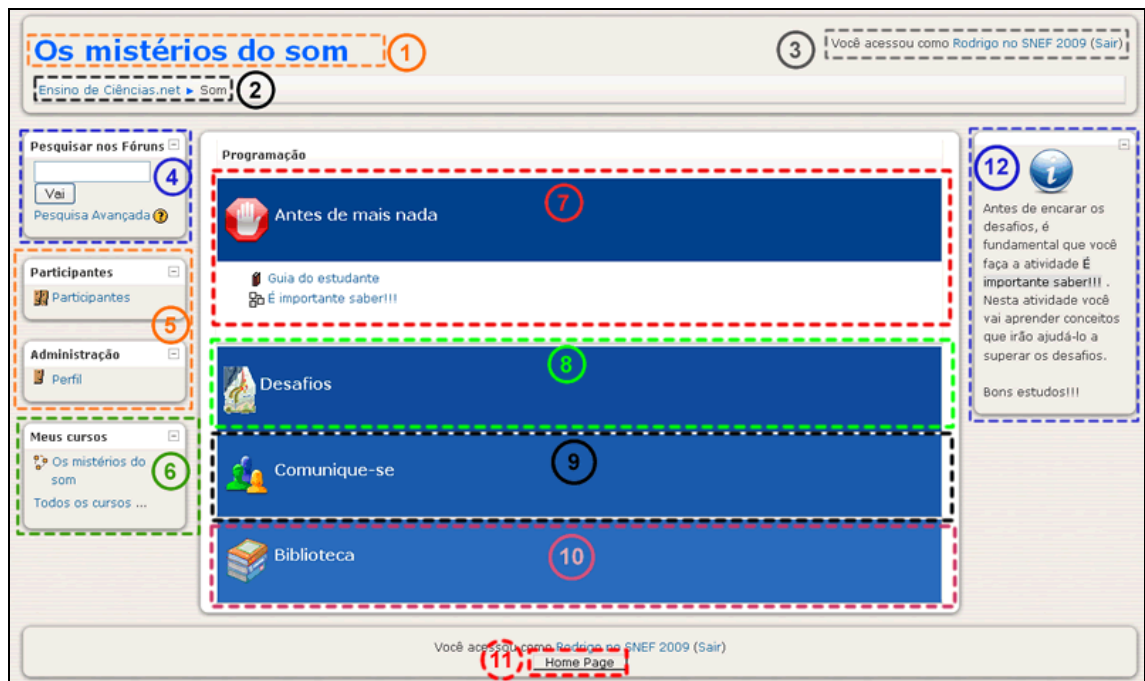 Os mistérios do som
1
3
Você acessou como Rodrigo no SNEF 2009 (Sair)
Ensino de Ciências.net ► Som
2
Pesquisar nos Fóruns
4
Vai
Pesquisa Avançada
Participantes
Participantes
5
Administração
Perfil
Meus cursos
Os mistérios do
som
6
Todos os cursos ...
Programação
7
Antes de mais nada
Guia do estudante
É importante saber!!!
8
Desafios
9
Comunique-se
10
Biblioteca
12
Antes de encarar os
desafios, é
fundamental que você
faça a atividade É
importante saber!!! .
Nesta atividade você
vai aprender conceitos
que irão ajudá-lo a
superar os desafios.
Bons estudos!!!
Você acessou como Rodrigo no SNEF 2009 (Sair)
11
Home Page